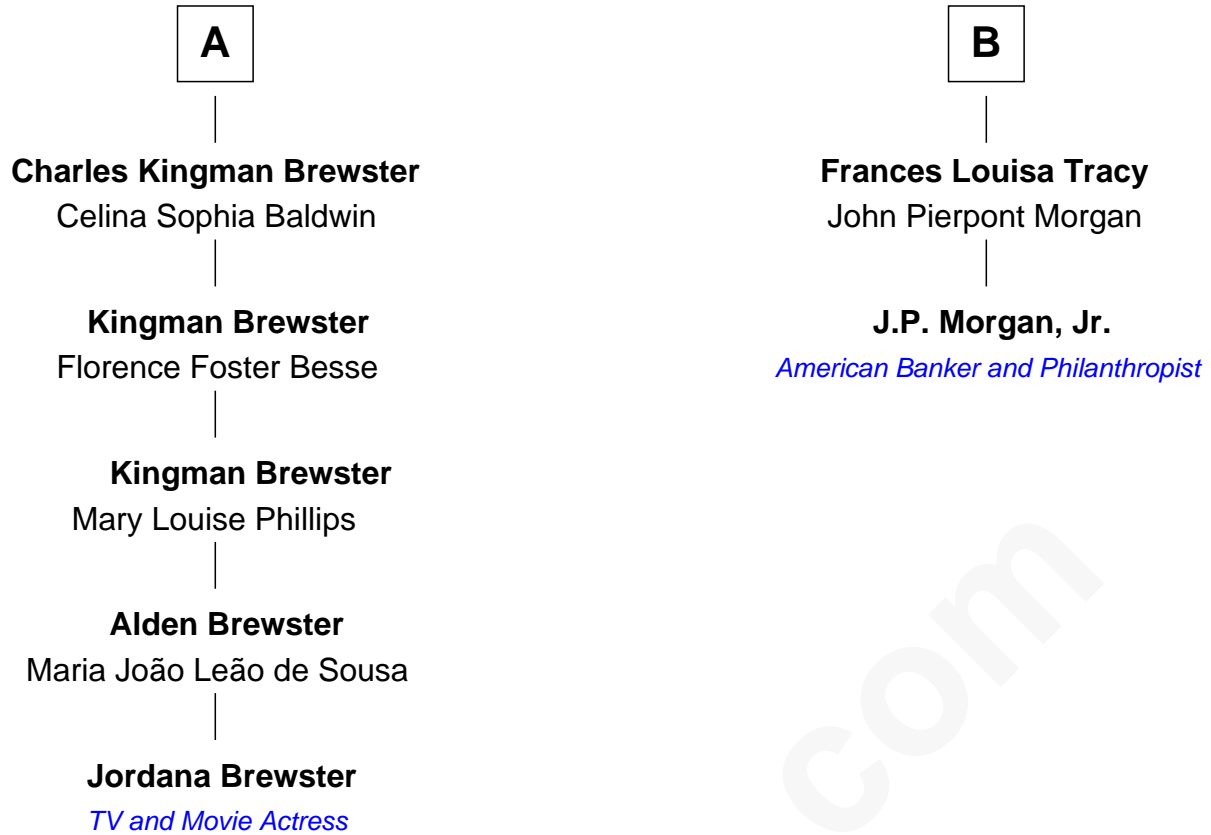 A
Charles Kingman Brewster
Celina Sophia Baldwin
Kingman Brewster
Florence Foster Besse
Kingman Brewster
Mary Louise Phillips
Alden Brewster
Maria João Leão de Sousa
Jordana Brewster
TV and Movie Actress
B
Frances Louisa Tracy
John Pierpont Morgan
J.P. Morgan, Jr.
American Banker and Philanthropist
com